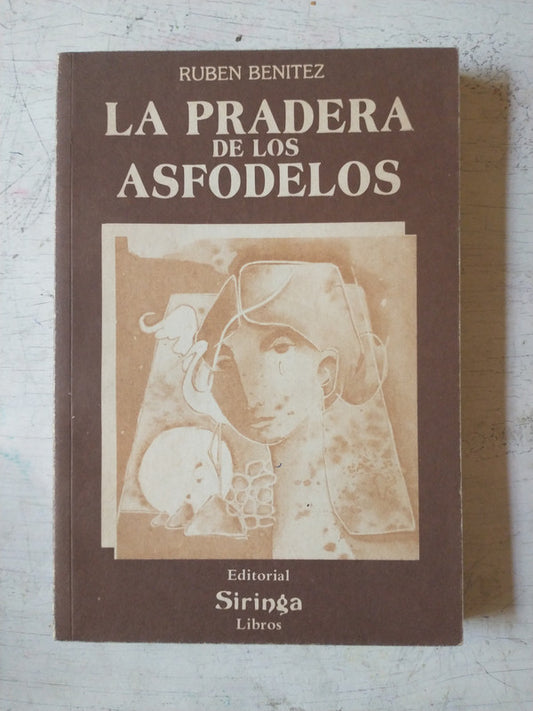 RUBEN BENITEZ
LA PRADERA
DE LOS
ASFODELOS
Editorial
Siringa
Libros